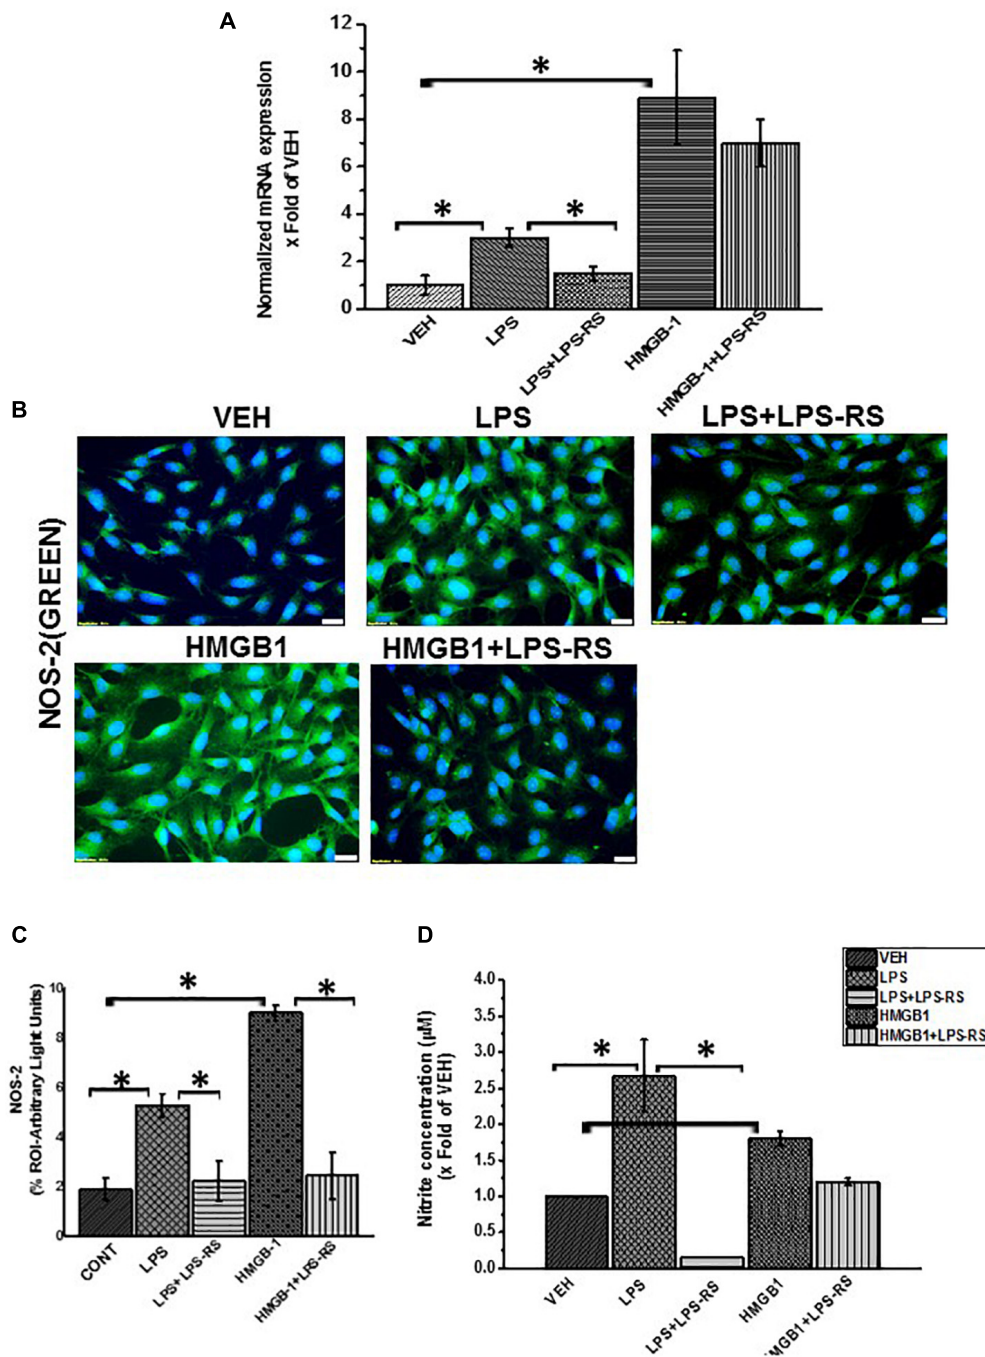 A
Normalized mRNA expression
x Fold of VEH
12
10
8
6
4
2
0
*
*
*
VEH
LPS
LPS+LPS-RS
HMGB-1
HMGB-1+LPS-RS
B
NOS-2(GREEN)
VEH
LPS
LPS+LPS-RS
HMGB1
HMGB1+LPS-RS
C
NOS-2
(% ROI-Arbitrary Light Units)
10
8
6
4
2
0
*
*
*
*
CONT
LPS
LPS+LPS-RS
HMGB-1
HMGB-1+LPS-RS
D
VEH
LPS
LPS+LPS-RS
HMGB1
HMGB1+LPS-RS
Nitrite concentration (µM)
(x Fold of VEH)
4.0
3.5
3.0
2.5
2.0
1.5
1.0
0.5
0.0
*
*
VEH
LPS
LPS+LPS-RS
HMGB1
HMGB1+LPS-RS